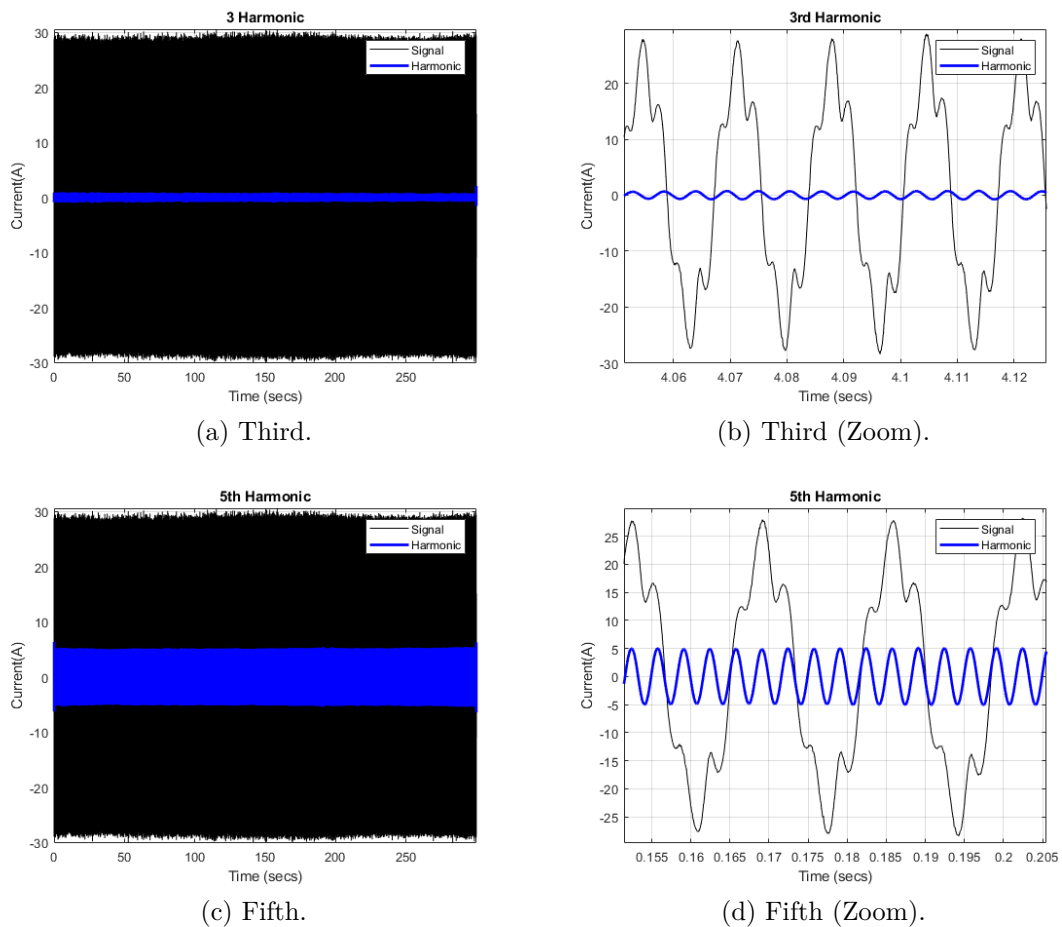 3 Harmonic
30
20
10
0
-10
-20
-30
Current(A)
0 50 100 150 200 250
Time (secs)
Signal
Harmonic
(a) Third.
3rd Harmonic
20
10
0
-10
-20
-30
Current(A)
4.06 4.07 4.08 4.09 4.1 4.11 4.12
Time (secs)
Signal
Harmonic
(b) Third (Zoom).
5th Harmonic
30
20
10
0
-10
-20
-30
Current(A)
0 50 100 150 200 250
Time (secs)
Signal
Harmonic
(c) Fifth.
5th Harmonic
25
20
15
10
5
0
-5
-10
-15
-20
-25
Current(A)
0.155 0.16 0.165 0.17 0.175 0.18 0.185 0.19 0.195 0.2 0.205
Time (secs)
Signal
Harmonic
(d) Fifth (Zoom).